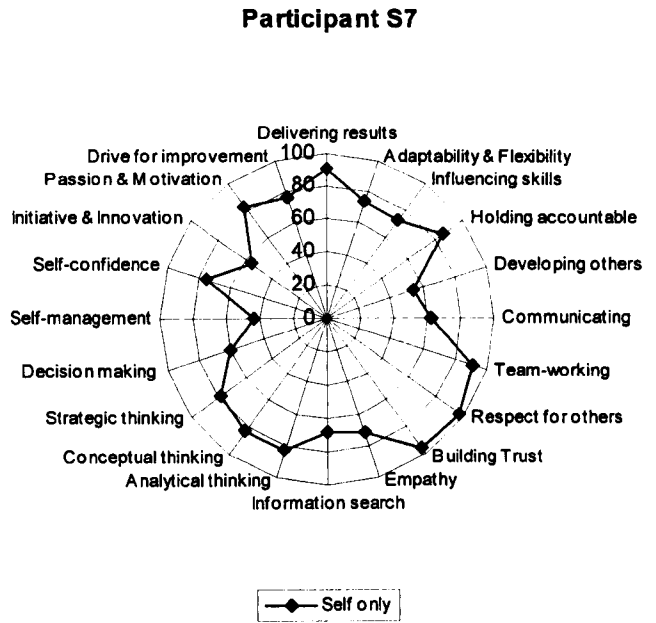 Participant S7
Delivering results
Drive for improvement
100
Adaptability & Flexibility
Passion & Motivation
80
Influencing skills
Initiative & Innovation
60
Holding accountable
40
Self-confidence
20
Developing others
Self-management
0
Communicating
Decision making
Team-working
Strategic thinking
Respect for others
Conceptual thinking
Building Trust
Analytical thinking
Empathy
Information search
Self only